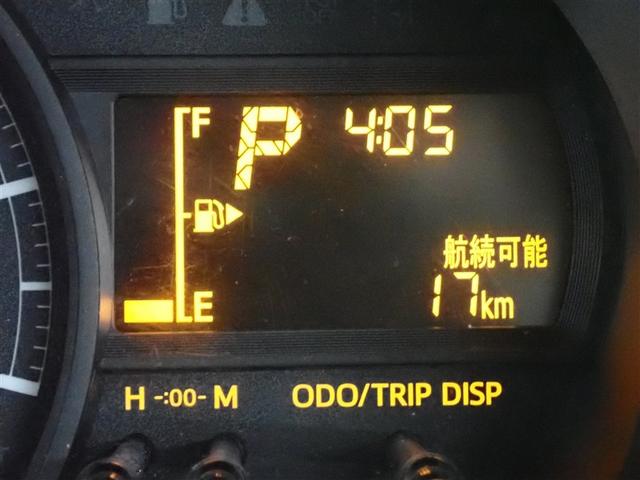 F P 4:05
航続可能
E 17km
H -:00- M ODO/TRIP DISP